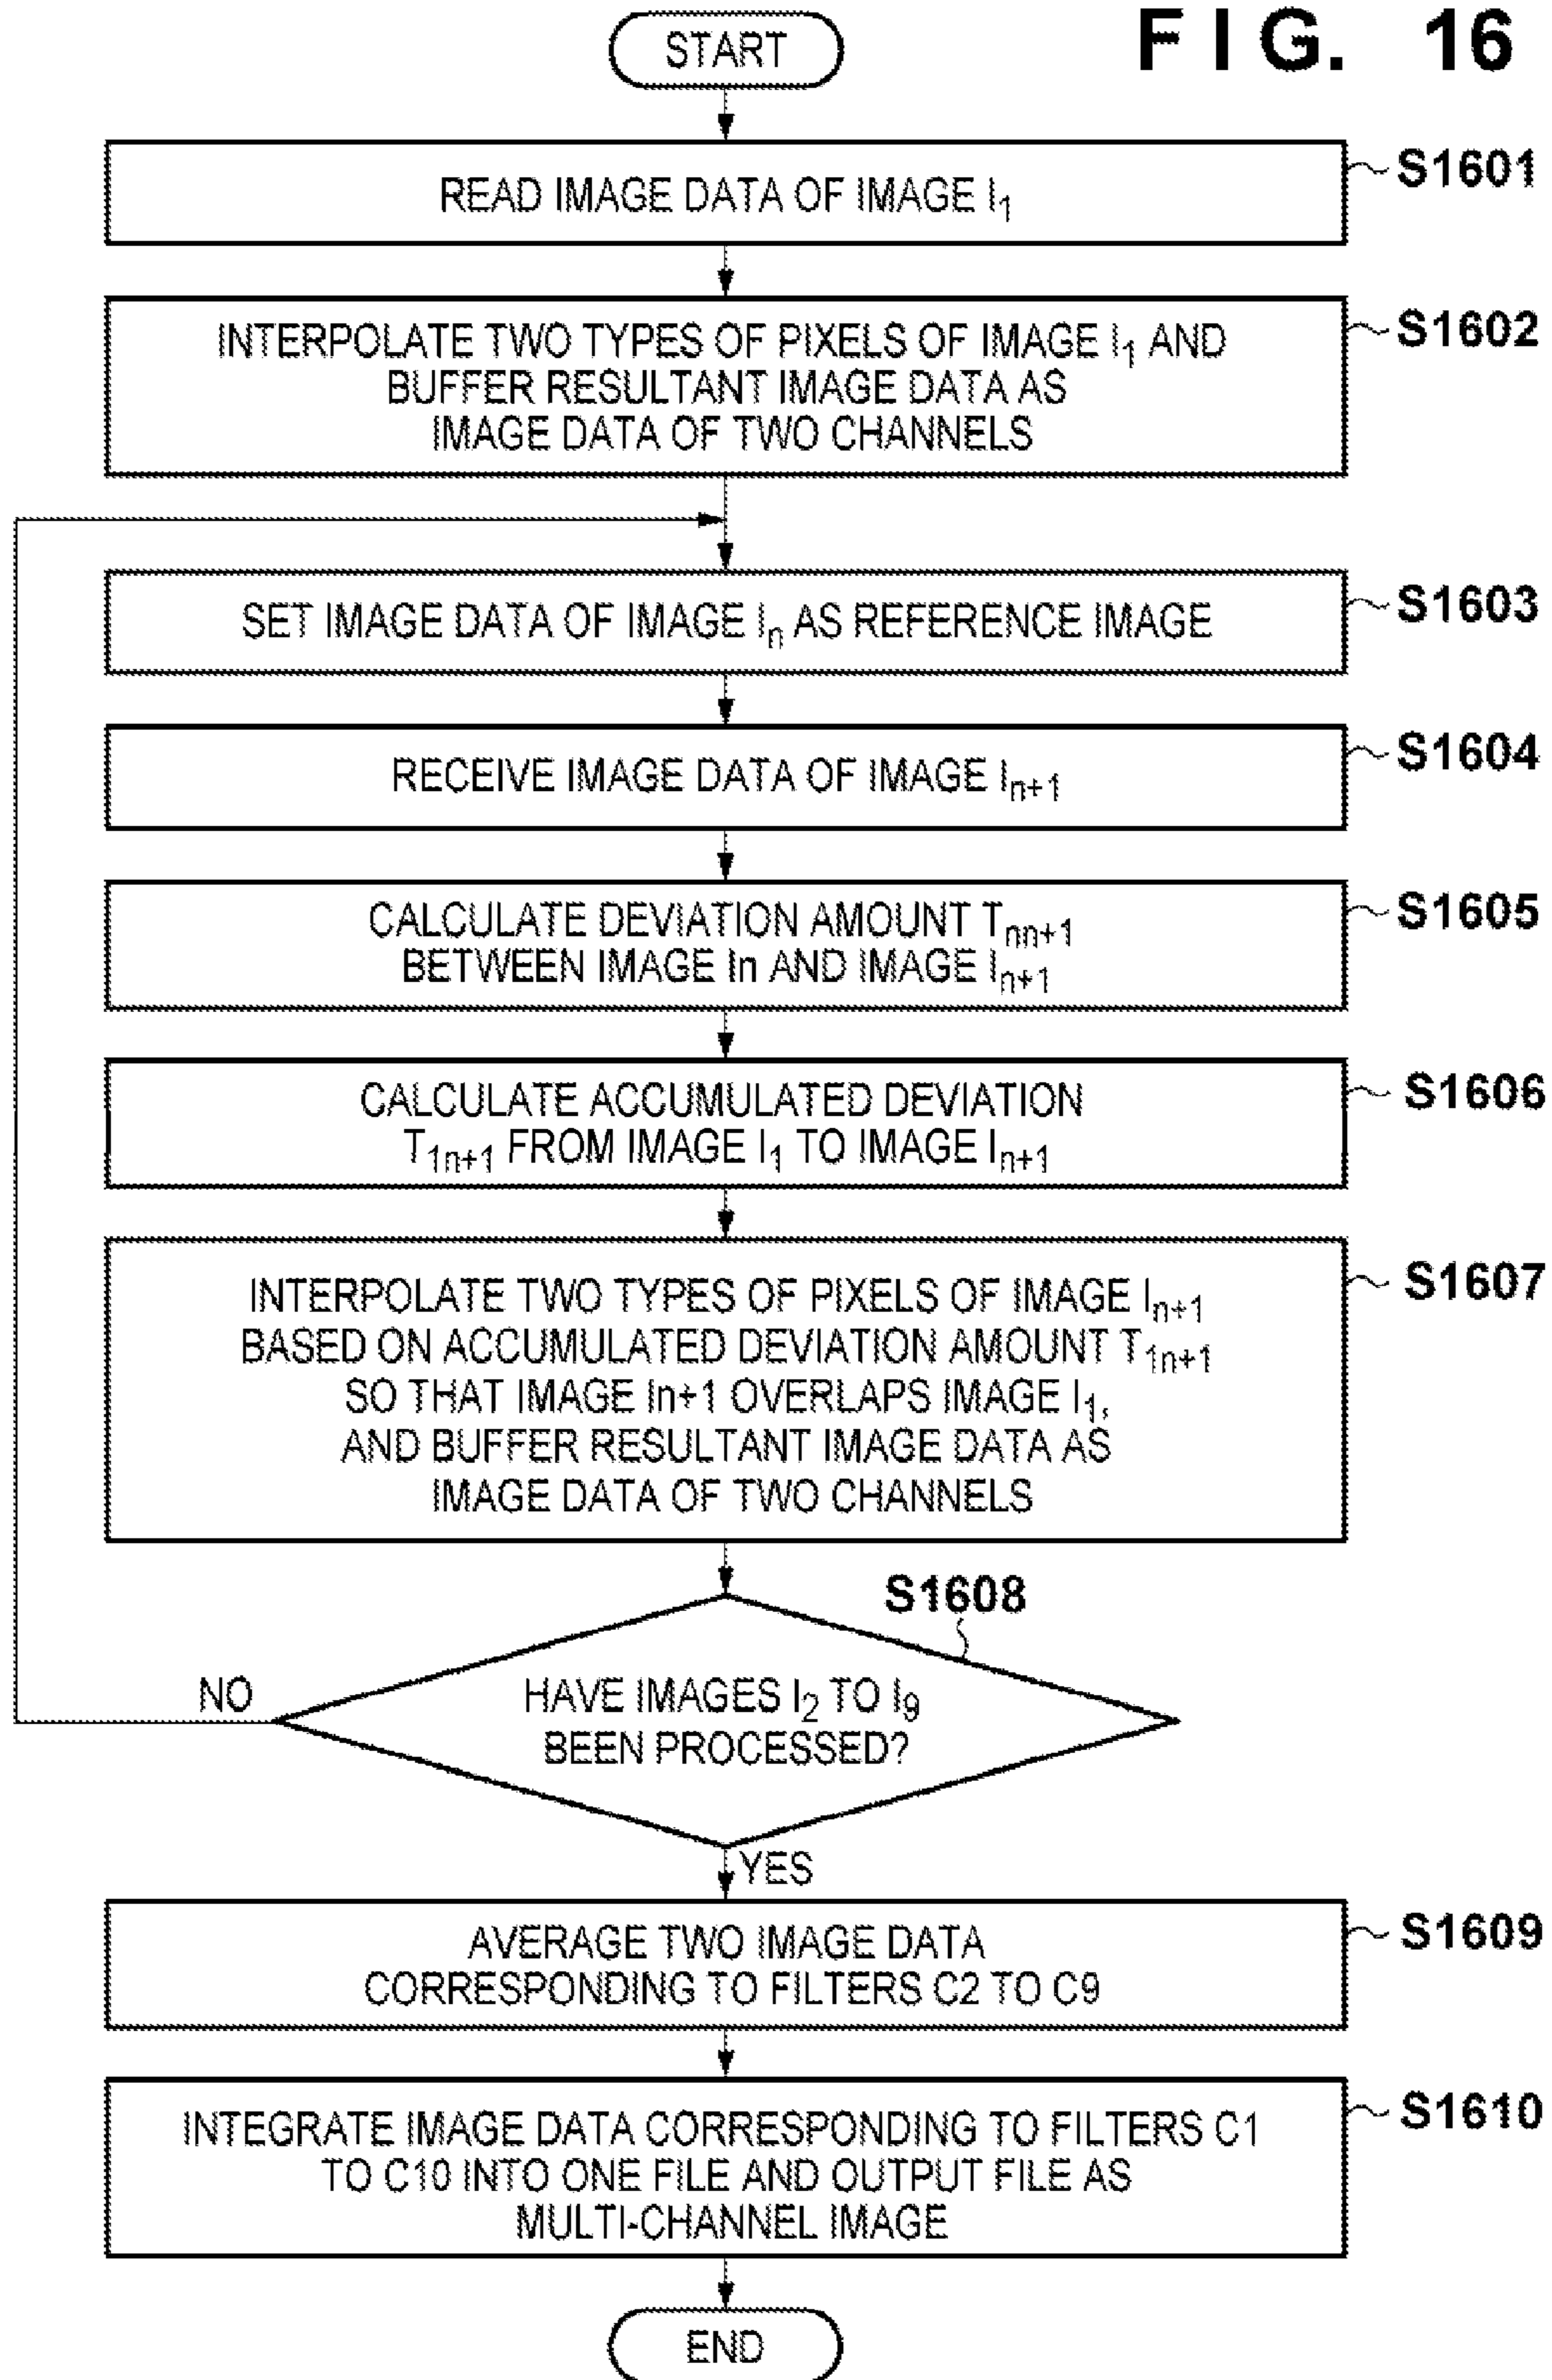 FIG. 16
START
READ IMAGE DATA OF IMAGE I1
S1601
INTERPOLATE TWO TYPES OF PIXELS OF IMAGE I1 AND
BUFFER RESULTANT IMAGE DATA AS
IMAGE DATA OF TWO CHANNELS
S1602
SET IMAGE DATA OF IMAGE In AS REFERENCE IMAGE
S1603
RECEIVE IMAGE DATA OF IMAGE In+1
S1604
CALCULATE DEVIATION AMOUNT Tnn+1
BETWEEN IMAGE In AND IMAGE In+1
S1605
CALCULATE ACCUMULATED DEVIATION
T1n+1 FROM IMAGE I1 TO IMAGE In+1
S1606
INTERPOLATE TWO TYPES OF PIXELS OF IMAGE In+1
BASED ON ACCUMULATED DEVIATION AMOUNT T1n+1
SO THAT IMAGE In+1 OVERLAPS IMAGE I1,
AND BUFFER RESULTANT IMAGE DATA AS
IMAGE DATA OF TWO CHANNELS
S1607
S1608
HAVE IMAGES I2 TO I9
BEEN PROCESSED?
NO
YES
AVERAGE TWO IMAGE DATA
CORRESPONDING TO FILTERS C2 TO C9
S1609
INTEGRATE IMAGE DATA CORRESPONDING TO FILTERS C1
TO C10 INTO ONE FILE AND OUTPUT FILE AS
MULTI-CHANNEL IMAGE
S1610
END